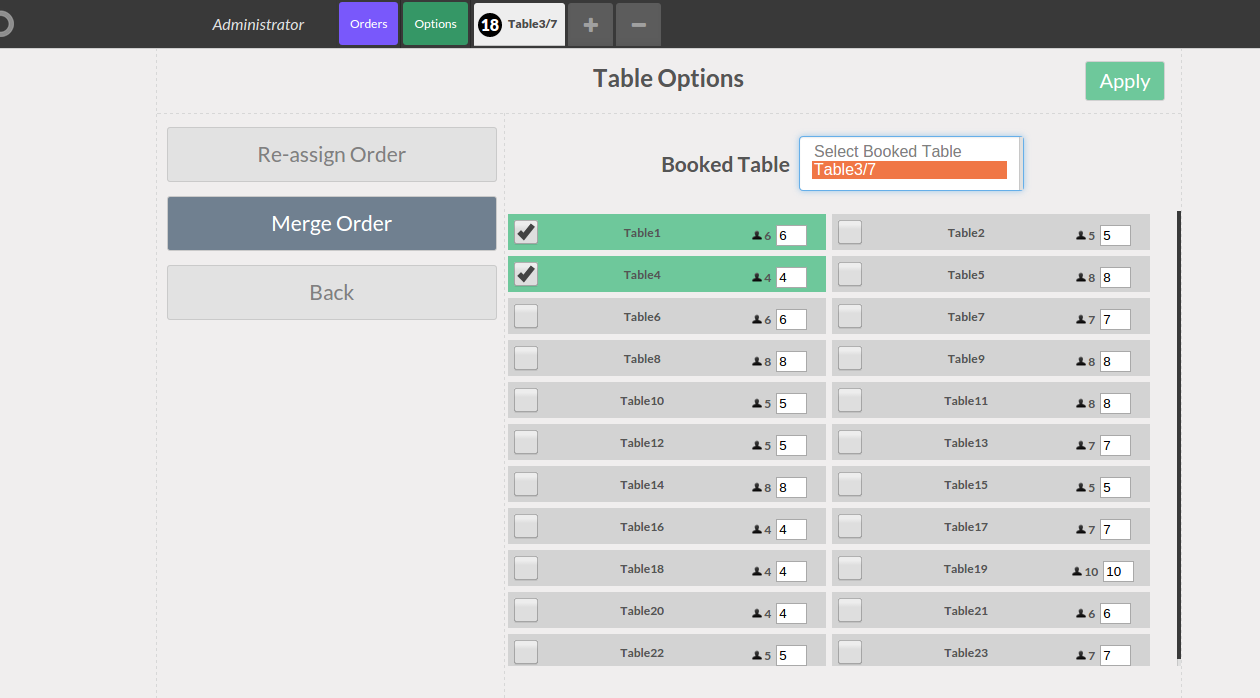 Administrator Orders Options 18 Table3/7 + −
Table Options Apply
Re-assign Order
Merge Order
Back
Booked Table
Select Booked Table
Table3/7
Table1 6 6 Table2 5 5
Table4 4 4 Table5 8 8
Table6 6 6 Table7 7 7
Table8 8 8 Table9 8 8
Table10 5 5 Table11 8 8
Table12 5 5 Table13 7 7
Table14 8 8 Table15 5 5
Table16 4 4 Table17 7 7
Table18 4 4 Table19 10 10
Table20 4 4 Table21 6 6
Table22 5 5 Table23 7 7